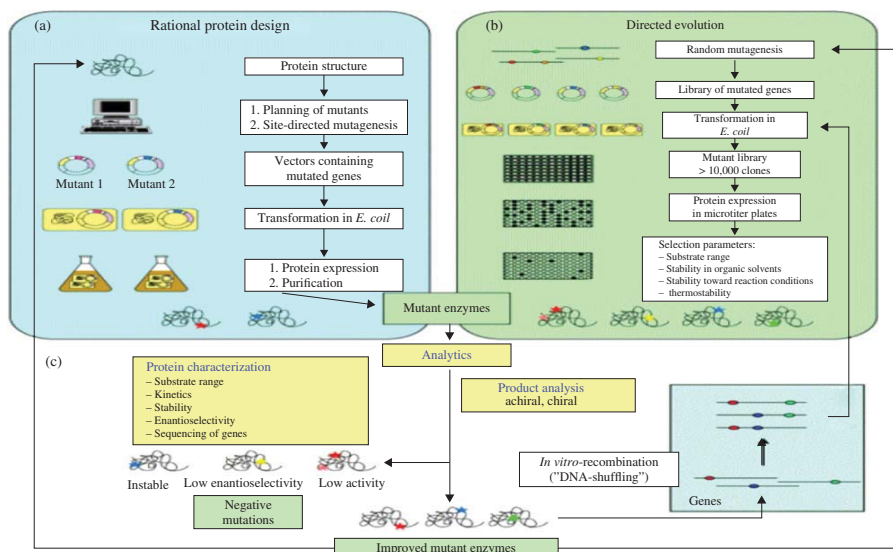 (a)
Rational protein design
Protein structure
1. Planning of mutants
2. Site-directed mutagenesis
Mutant 1
Mutant 2
Vectors containing
mutated genes
Transformation in E. coli
1. Protein expression
2. Purification
(b)
Directed evolution
Random mutagenesis
Library of mutated genes
Transformation in
E. coli
Mutant library
> 10,000 clones
Protein expression
in microtiter plates
Selection parameters:
– Substrate range
– Stability in organic solvents
– Stability toward reaction conditions
– thermostability
Mutant enzymes
(c)
Analytics
Protein characterization
– Substrate range
– Kinetics
– Stability
– Enantioselectivity
– Sequencing of genes
Product analysis
achiral, chiral
Instable
Low enantioselectivity
Low activity
Negative
mutations
In vitro-recombination
("DNA-shuffling")
Genes
Improved mutant enzymes